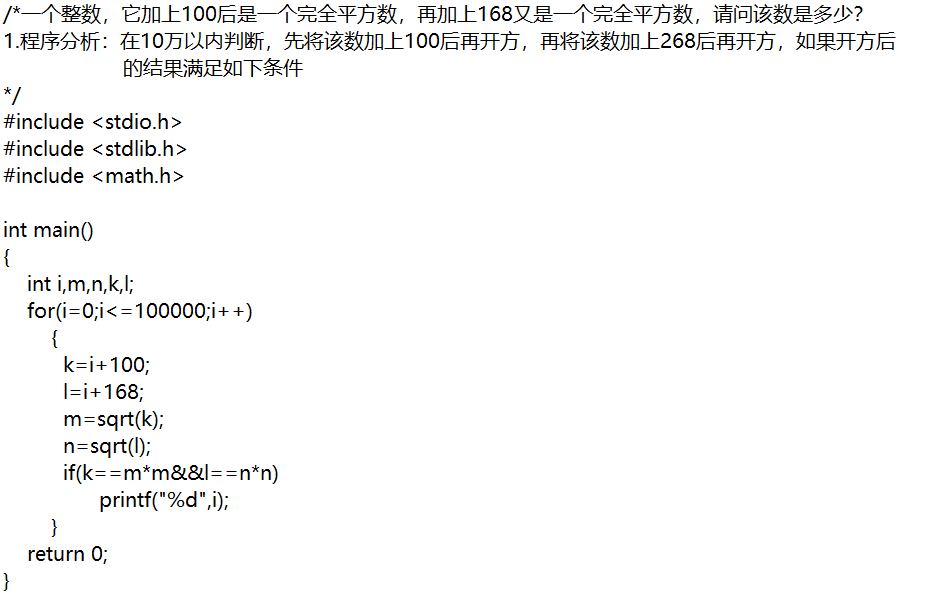 /*一个整数，它加上100后是一个完全平方数，再加上168又是一个完全平方数，请问该数是多少？
1.程序分析：在10万以内判断，先将该数加上100后再开方，再将该数加上268后再开方，如果开方后
的结果满足如下条件
*/
#include <stdio.h>
#include <stdlib.h>
#include <math.h>
int main()
{
int i,m,n,k,l;
for(i=0;i<=100000;i++)
{
k=i+100;
l=i+168;
m=sqrt(k);
n=sqrt(l);
if(k==m*m&&l==n*n)
printf("%d",i);
}
return 0;
}